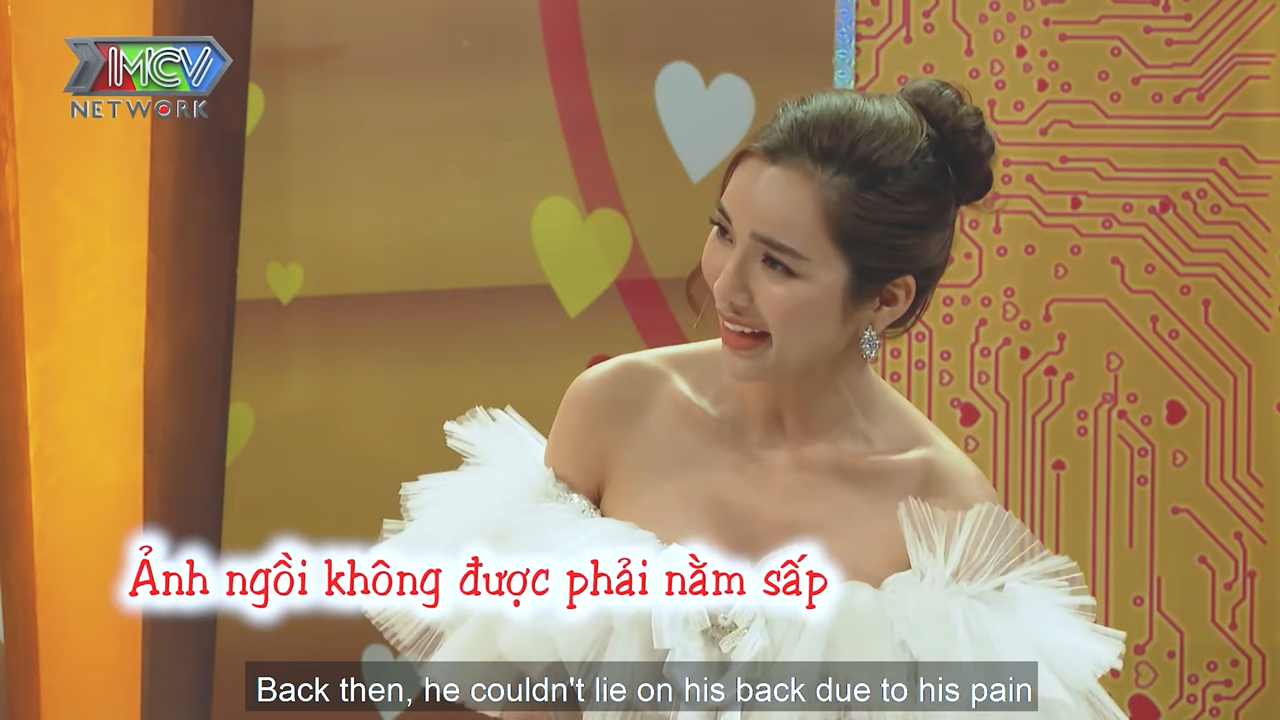 MCV
NETWORK
Ảnh ngồi không được phải nằm sấp
Back then, he couldn't lie on his back due to his pain